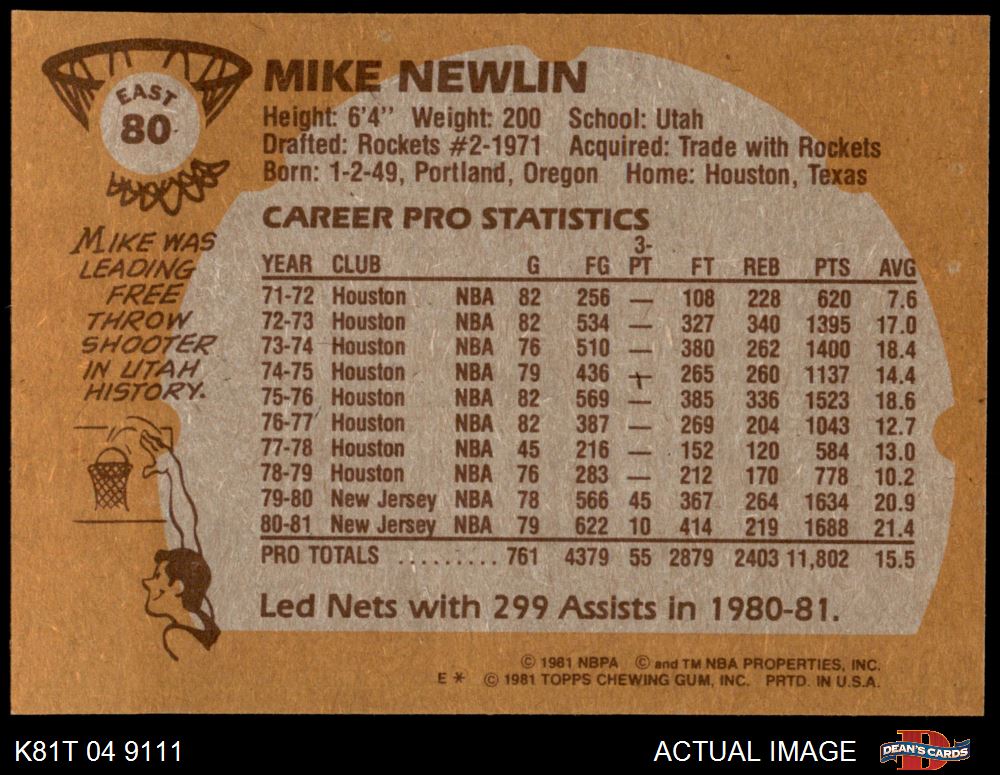 EAST
80
MIKE NEWLIN
Height: 6'4" Weight: 200 School: Utah
Drafted: Rockets #2-1971 Acquired: Trade with Rockets
Born: 1-2-49, Portland, Oregon Home: Houston, Texas
MIKE WAS
LEADING
FREE
THROW
SHOOTER
IN UTAH
HISTORY.
CAREER PRO STATISTICS
YEAR CLUB G FG 3-PT FT REB PTS AVG
71-72 Houston NBA 82 256 — 108 228 620 7.6
72-73 Houston NBA 82 534 — 327 340 1395 17.0
73-74 Houston NBA 76 510 — 380 262 1400 18.4
74-75 Houston NBA 79 436 — 265 260 1137 14.4
75-76 Houston NBA 82 569 — 385 336 1523 18.6
76-77 Houston NBA 82 387 — 269 204 1043 12.7
77-78 Houston NBA 45 216 — 152 120 584 13.0
78-79 Houston NBA 76 283 — 212 170 778 10.2
79-80 New Jersey NBA 78 566 45 367 264 1634 20.9
80-81 New Jersey NBA 79 622 10 414 219 1688 21.4
PRO TOTALS ......... 761 4379 55 2879 2403 11,802 15.5
Led Nets with 299 Assists in 1980-81.
© 1981 NBPA © and TM NBA PROPERTIES, INC.
E * © 1981 TOPPS CHEWING GUM, INC. PRTD. IN U.S.A.
K81T 04 9111 ACTUAL IMAGE
D
DEAN'S CARDS